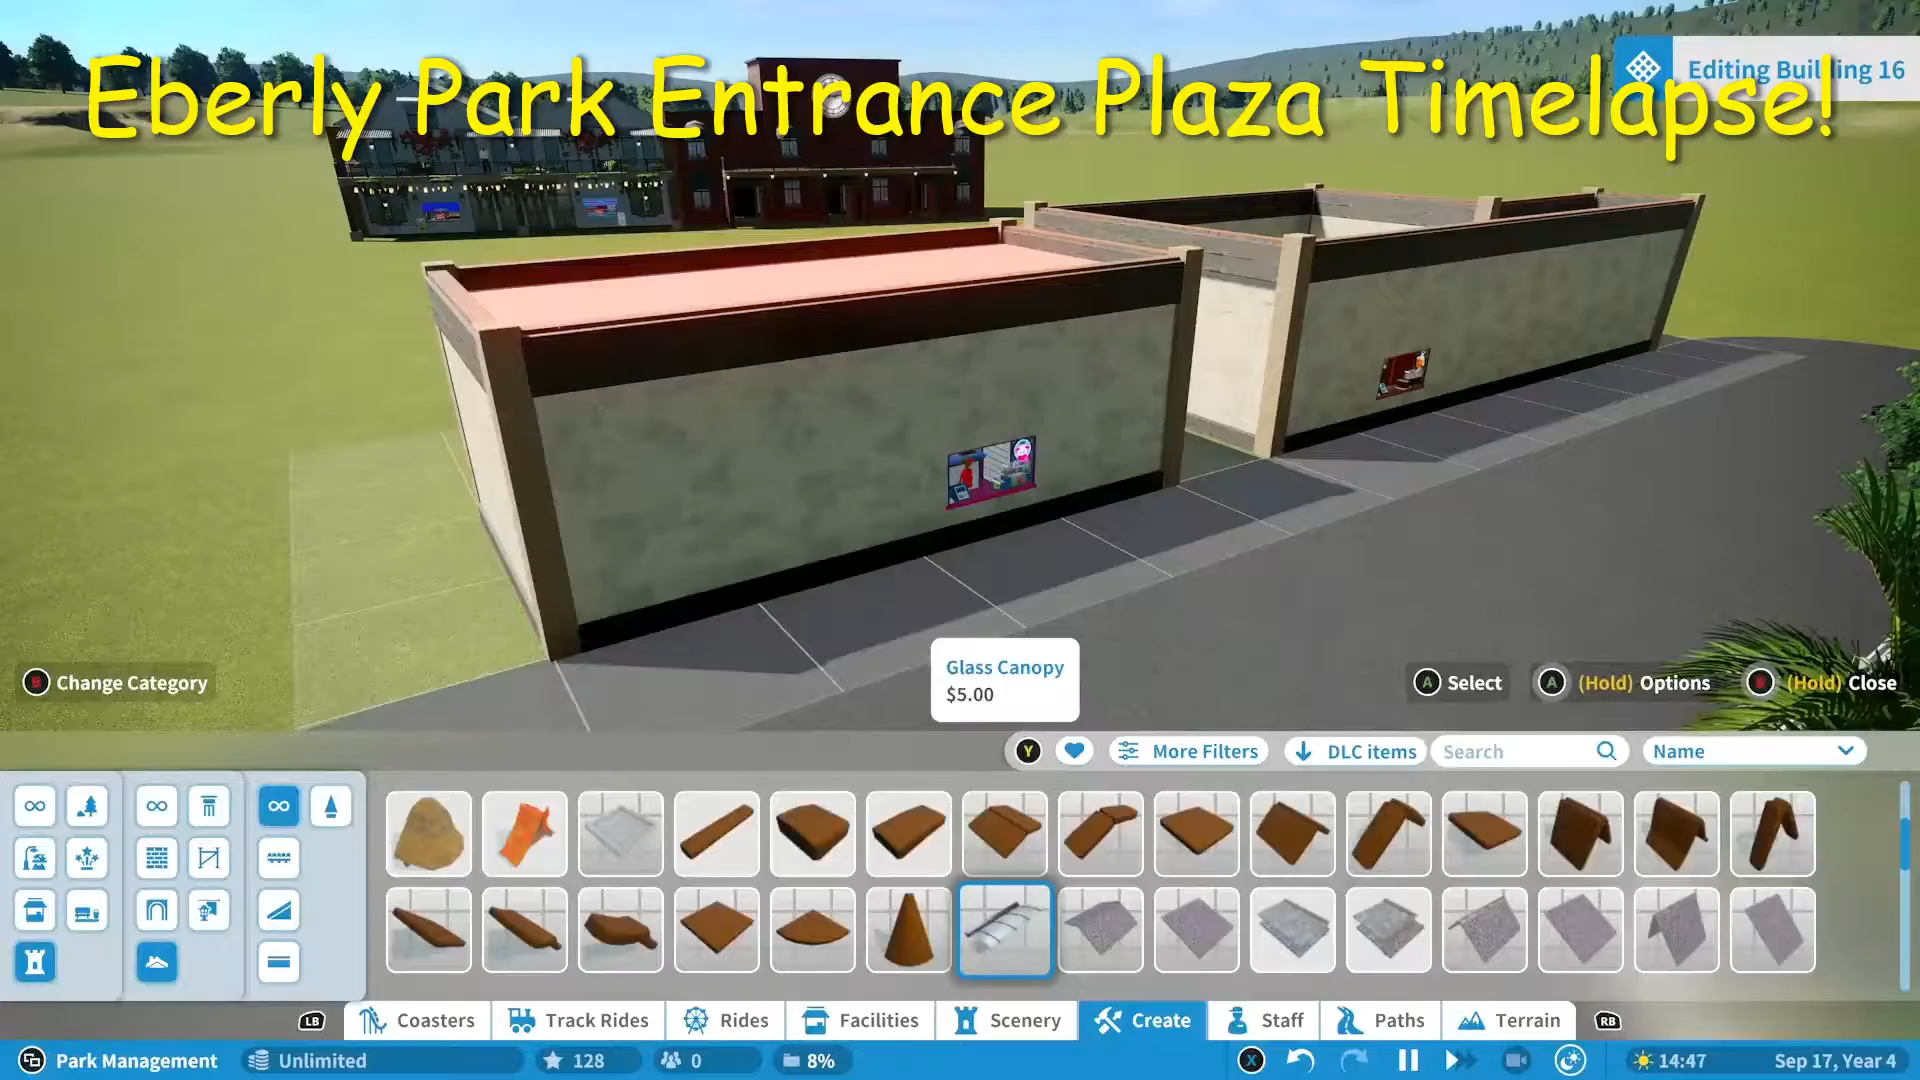 Eberly Park Entrance Plaza Timelapse!
Editing Building 16
Glass Canopy
$5.00
Change Category
A Select
A (Hold) Options
B (Hold) Close
Y
More Filters
DLC items
Search
Name
LB
Coasters
Track Rides
Rides
Facilities
Scenery
Create
Staff
Paths
Terrain
RB
Park Management
Unlimited
128
0
8%
X
14:47
Sep 17, Year 4